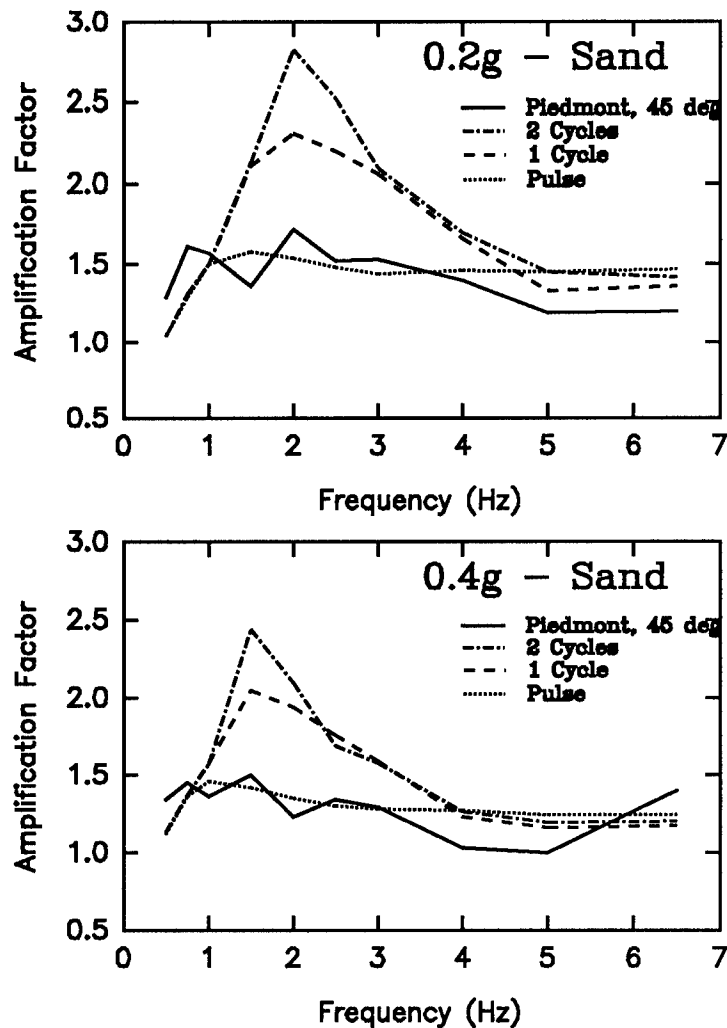 3.0
0.2g – Sand
Piedmont, 45 deg
2 Cycles
1 Cycle
Pulse
2.5
2.0
1.5
1.0
0.5
Amplification Factor
0 1 2 3 4 5 6 7
Frequency (Hz)
3.0
0.4g – Sand
Piedmont, 45 deg
2 Cycles
1 Cycle
Pulse
2.5
2.0
1.5
1.0
0.5
Amplification Factor
0 1 2 3 4 5 6 7
Frequency (Hz)